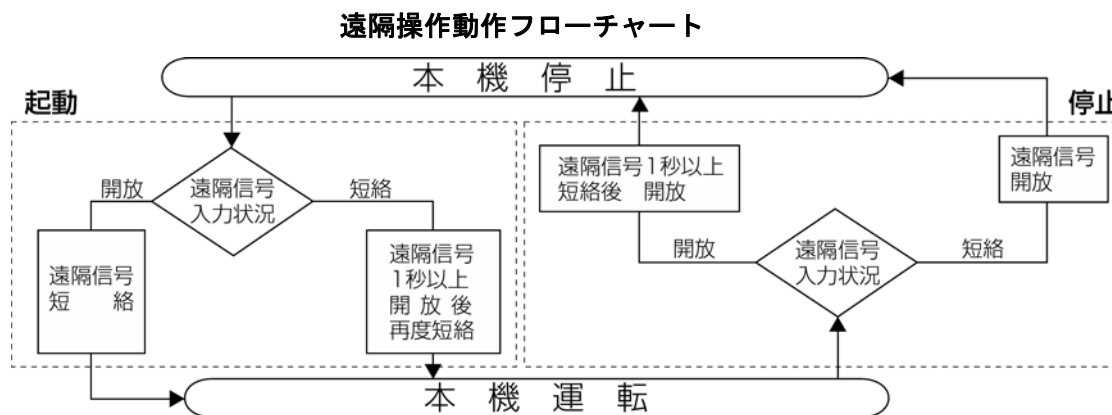 遠隔操作動作フローチャート
本 機 停 止
起動
停止
開放
遠隔信号
入力状況
短絡
遠隔信号
短　　絡
遠隔信号
1秒以上
開 放 後
再度短絡
遠隔信号1秒以上
短絡後　開放
遠隔信号
開放
開放
遠隔信号
入力状況
短絡
本 機 運 転